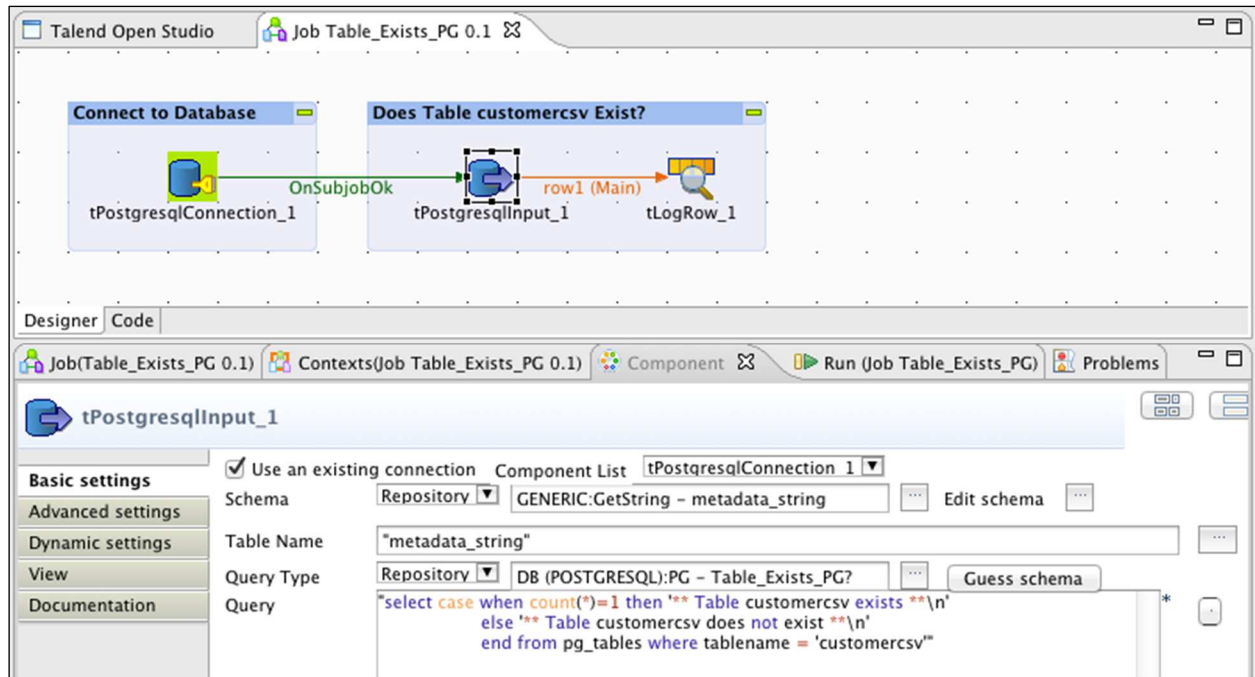 Talend Open Studio Job Table_Exists_PG 0.1
Connect to Database Does Table customercsv Exist?
OnSubjobOk row1 (Main)
tPostgresqlConnection_1 tPostgresqlInput_1 tLogRow_1
Designer Code
Job(Table_Exists_PG 0.1) Contexts(Job Table_Exists_PG 0.1) Component Run (Job Table_Exists_PG) Problems
tPostgresqlInput_1
Basic settings
Advanced settings
Dynamic settings
View
Documentation
Use an existing connection Component List tPostgresqlConnection_1
Schema Repository GENERIC:GetString - metadata_string ... Edit schema ...
Table Name "metadata_string" ...
Query Type Repository DB (POSTGRESQL):PG - Table_Exists_PG? ... Guess schema
Query "select case when count(*)=1 then '** Table customercsv exists **\n' *
else '** Table customercsv does not exist **\n'
end from pg_tables where tablename = 'customercsv'"